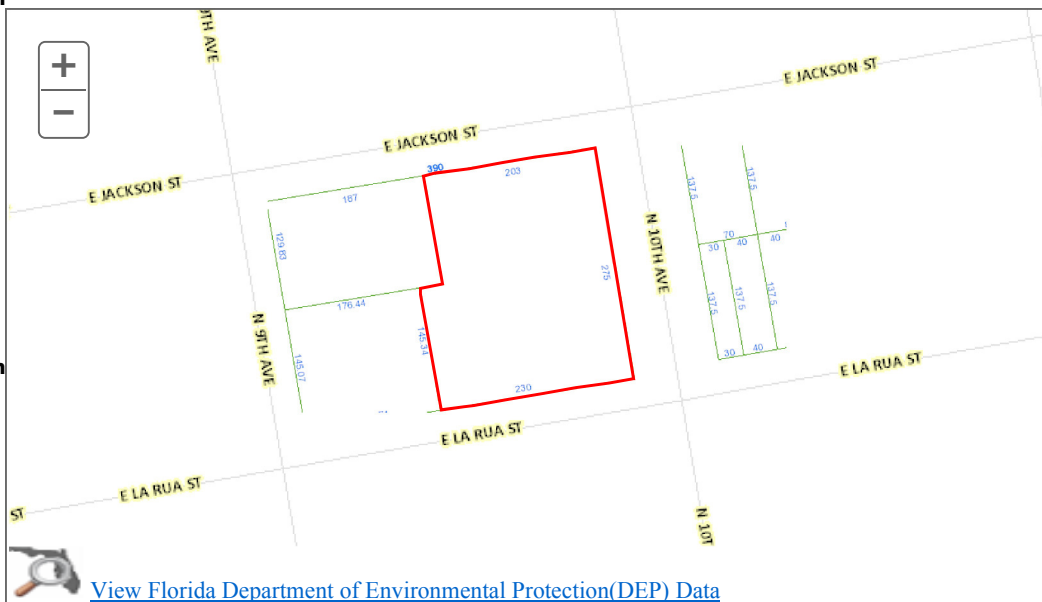 +
−
9TH AVE
E JACKSON ST
E JACKSON ST
E JACKSON ST
390
187
203
137.5
137.5
129.83
N 10TH AVE
275
70
30
40
40
176.44
145.34
N 9TH AVE
145.07
137.5
137.5
137.5
30
40
E LA RUA ST
230
E LA RUA ST
E LA RUA ST
ST
N 10T
View Florida Department of Environmental Protection(DEP) Data